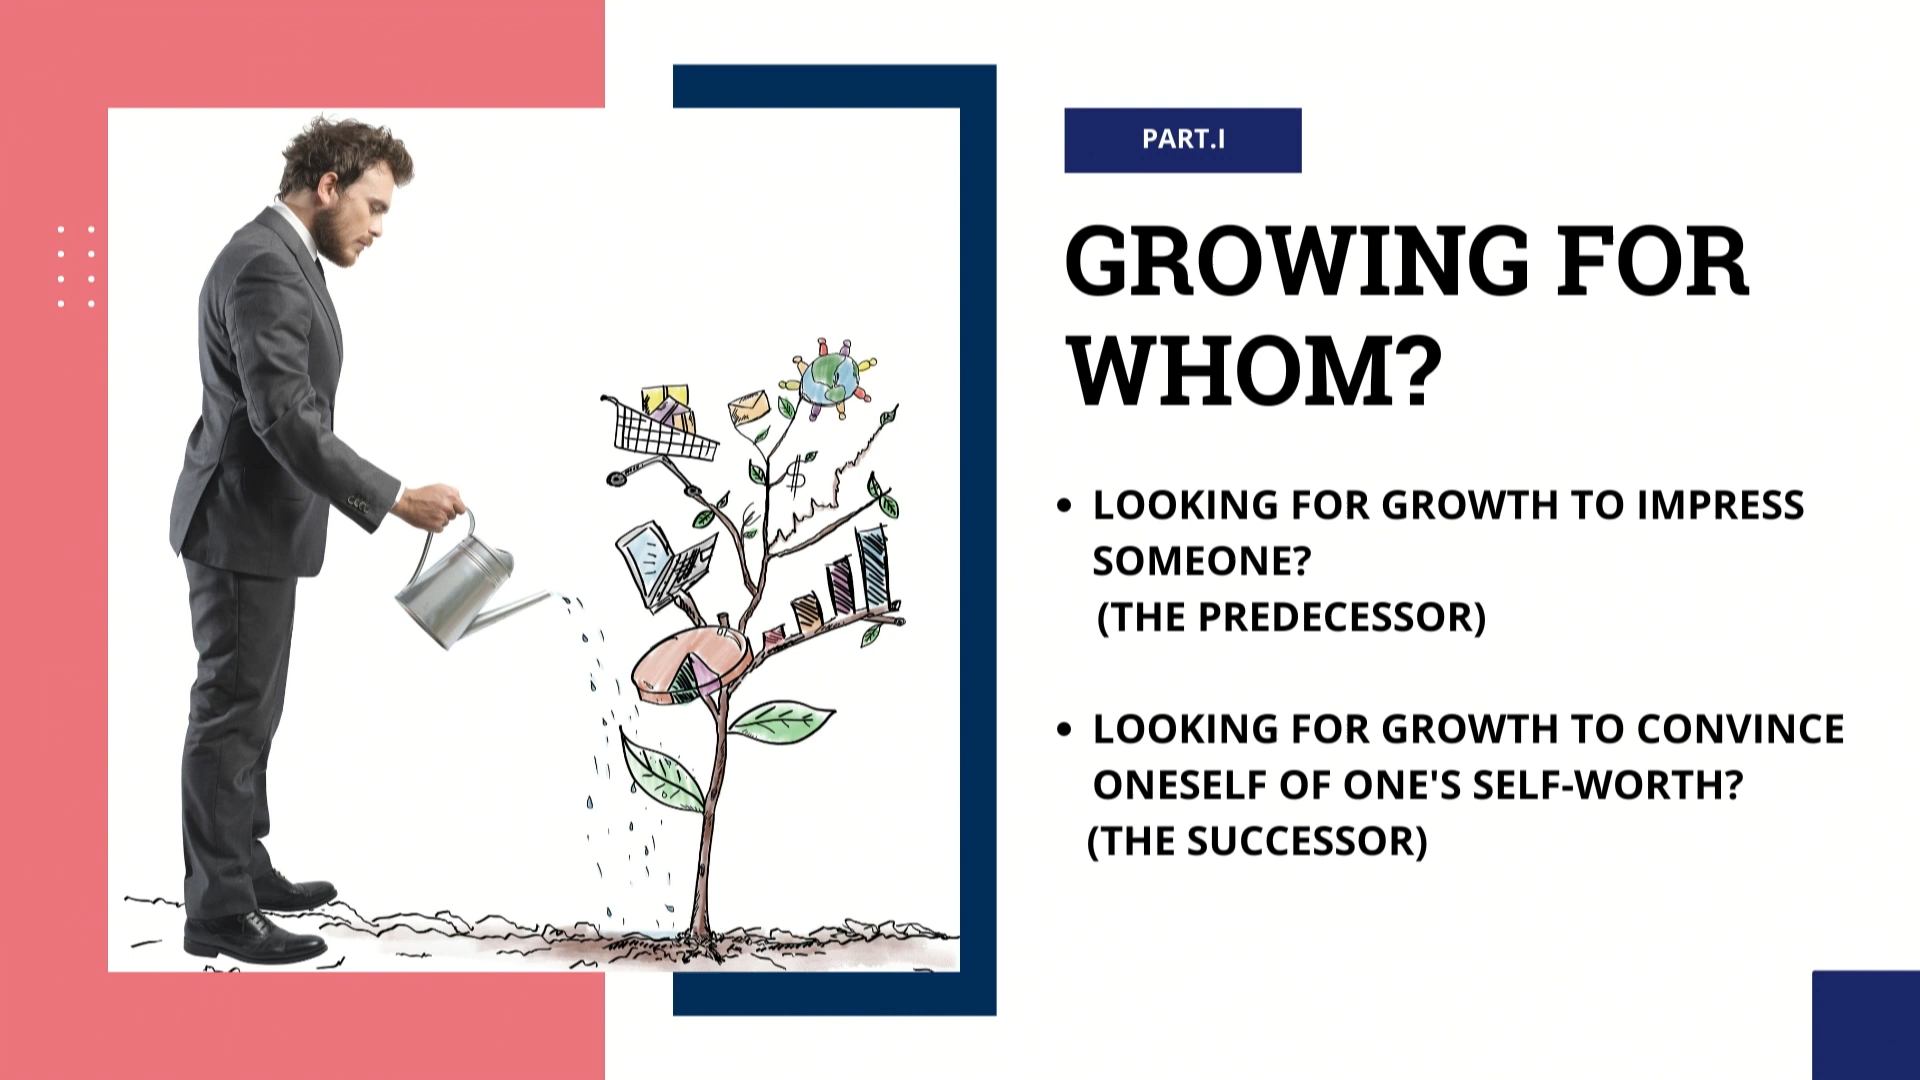 PART.I
GROWING FOR
WHOM?
• LOOKING FOR GROWTH TO IMPRESS
SOMEONE?
(THE PREDECESSOR)
• LOOKING FOR GROWTH TO CONVINCE
ONESELF OF ONE'S SELF-WORTH?
(THE SUCCESSOR)
$